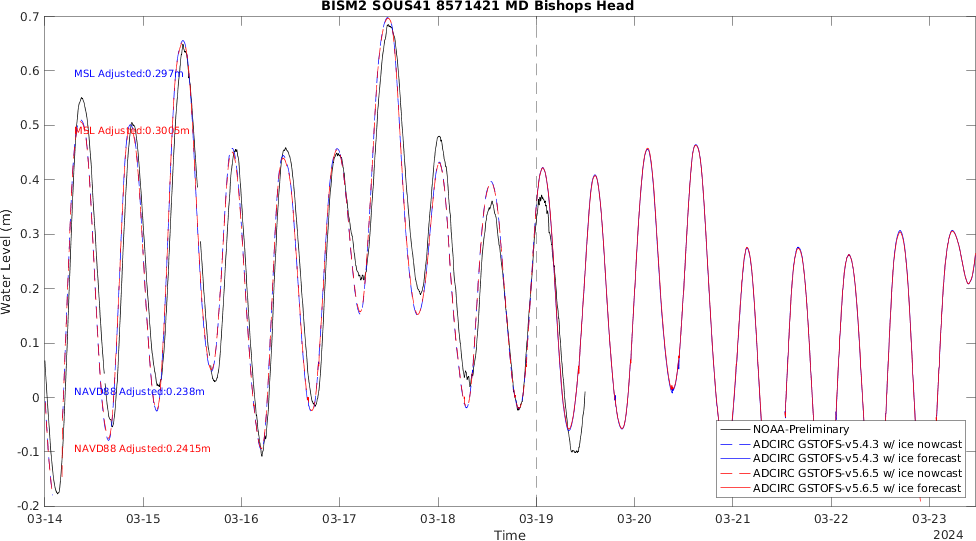 BISM2 SOUS41 8571421 MD Bishops Head
Water Level (m)
0.7
0.6
0.5
0.4
0.3
0.2
0.1
0
-0.1
-0.2
MSL Adjusted:0.297m
MSL Adjusted:0.3005m
NAVD88 Adjusted:0.238m
NAVD88 Adjusted:0.2415m
NOAA-Preliminary
ADCIRC GSTOFS-v5.4.3 w/ ice nowcast
ADCIRC GSTOFS-v5.4.3 w/ ice forecast
ADCIRC GSTOFS-v5.6.5 w/ ice nowcast
ADCIRC GSTOFS-v5.6.5 w/ ice forecast
03-14 03-15 03-16 03-17 03-18 03-19 03-20 03-21 03-22 03-23
Time
2024